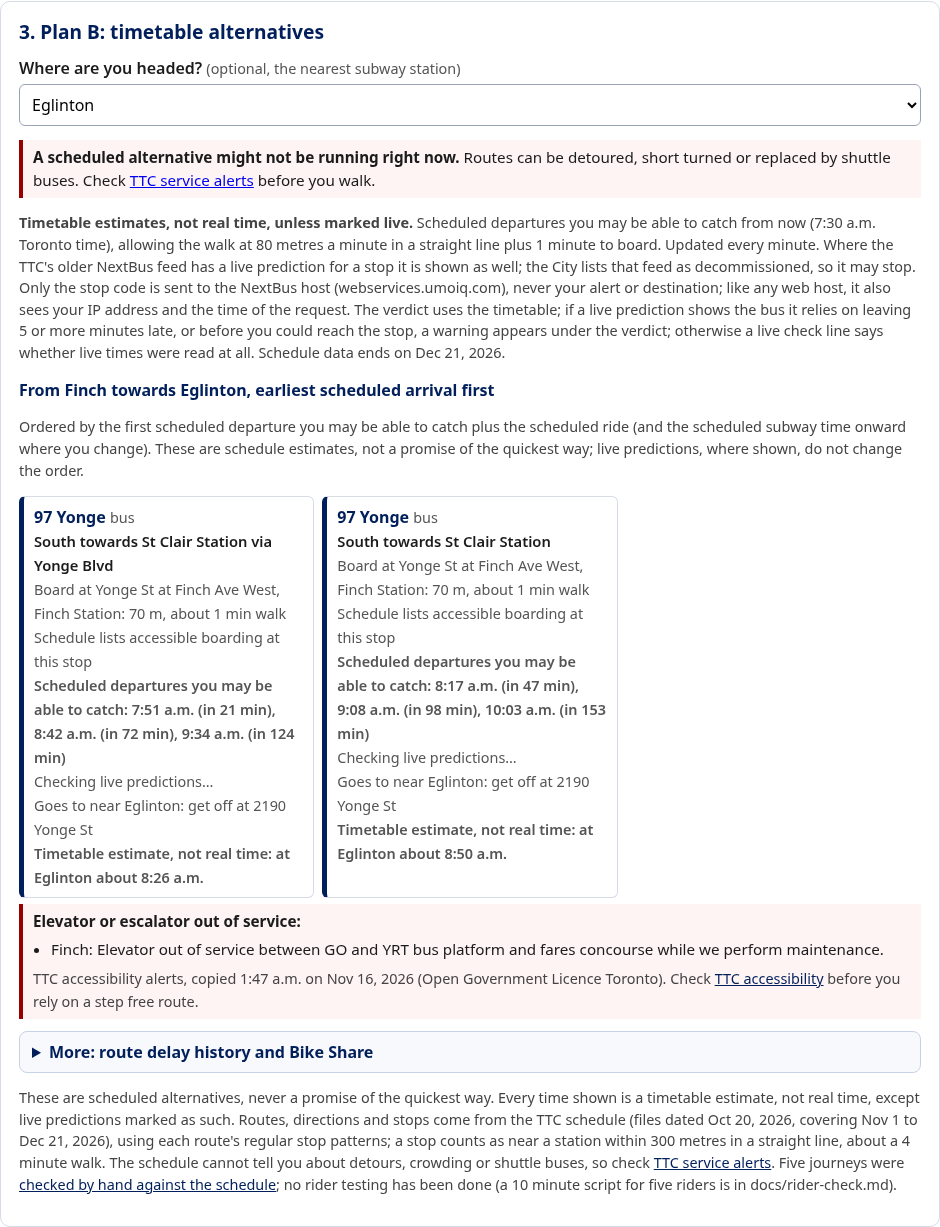 3. Plan B: timetable alternatives
Where are you headed? (optional, the nearest subway station)
Eglinton
A scheduled alternative might not be running right now. Routes can be detoured, short turned or replaced by shuttle
buses. Check TTC service alerts before you walk.
Timetable estimates, not real time, unless marked live. Scheduled departures you may be able to catch from now (7:30 a.m.
Toronto time), allowing the walk at 80 metres a minute in a straight line plus 1 minute to board. Updated every minute. Where the
TTC's older NextBus feed has a live prediction for a stop it is shown as well; the City lists that feed as decommissioned, so it may stop.
Only the stop code is sent to the NextBus host (webservices.umoiq.com), never your alert or destination; like any web host, it also
sees your IP address and the time of the request. The verdict uses the timetable; if a live prediction shows the bus it relies on leaving
5 or more minutes late, or before you could reach the stop, a warning appears under the verdict; otherwise a live check line says
whether live times were read at all. Schedule data ends on Dec 21, 2026.
From Finch towards Eglinton, earliest scheduled arrival first
Ordered by the first scheduled departure you may be able to catch plus the scheduled ride (and the scheduled subway time onward
where you change). These are schedule estimates, not a promise of the quickest way; live predictions, where shown, do not change
the order.
97 Yonge bus
South towards St Clair Station via
Yonge Blvd
Board at Yonge St at Finch Ave West,
Finch Station: 70 m, about 1 min walk
Schedule lists accessible boarding at
this stop
Scheduled departures you may be
able to catch: 7:51 a.m. (in 21 min),
8:42 a.m. (in 72 min), 9:34 a.m. (in 124
min)
Checking live predictions…
Goes to near Eglinton: get off at 2190
Yonge St
Timetable estimate, not real time: at
Eglinton about 8:26 a.m.
97 Yonge bus
South towards St Clair Station
Board at Yonge St at Finch Ave West,
Finch Station: 70 m, about 1 min walk
Schedule lists accessible boarding at
this stop
Scheduled departures you may be
able to catch: 8:17 a.m. (in 47 min),
9:08 a.m. (in 98 min), 10:03 a.m. (in 153
min)
Checking live predictions…
Goes to near Eglinton: get off at 2190
Yonge St
Timetable estimate, not real time: at
Eglinton about 8:50 a.m.
Elevator or escalator out of service:
• Finch: Elevator out of service between GO and YRT bus platform and fares concourse while we perform maintenance.
TTC accessibility alerts, copied 1:47 a.m. on Nov 16, 2026 (Open Government Licence Toronto). Check TTC accessibility before you
rely on a step free route.
More: route delay history and Bike Share
These are scheduled alternatives, never a promise of the quickest way. Every time shown is a timetable estimate, not real time, except
live predictions marked as such. Routes, directions and stops come from the TTC schedule (files dated Oct 20, 2026, covering Nov 1 to
Dec 21, 2026), using each route's regular stop patterns; a stop counts as near a station within 300 metres in a straight line, about a 4
minute walk. The schedule cannot tell you about detours, crowding or shuttle buses, so check TTC service alerts. Five journeys were
checked by hand against the schedule; no rider testing has been done (a 10 minute script for five riders is in docs/rider-check.md).